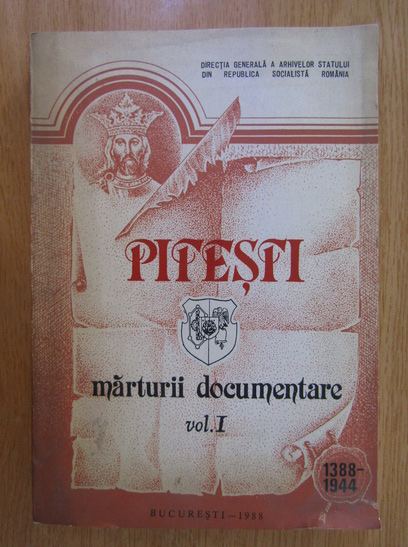 DIRECȚIA GENERALĂ A ARHIVELOR STATULUI
DIN REPUBLICA SOCIALISTĂ ROMÂNIA
PITEȘTI
mărturii documentare
vol. I
1388-
1944
BUCUREȘTI — 1988